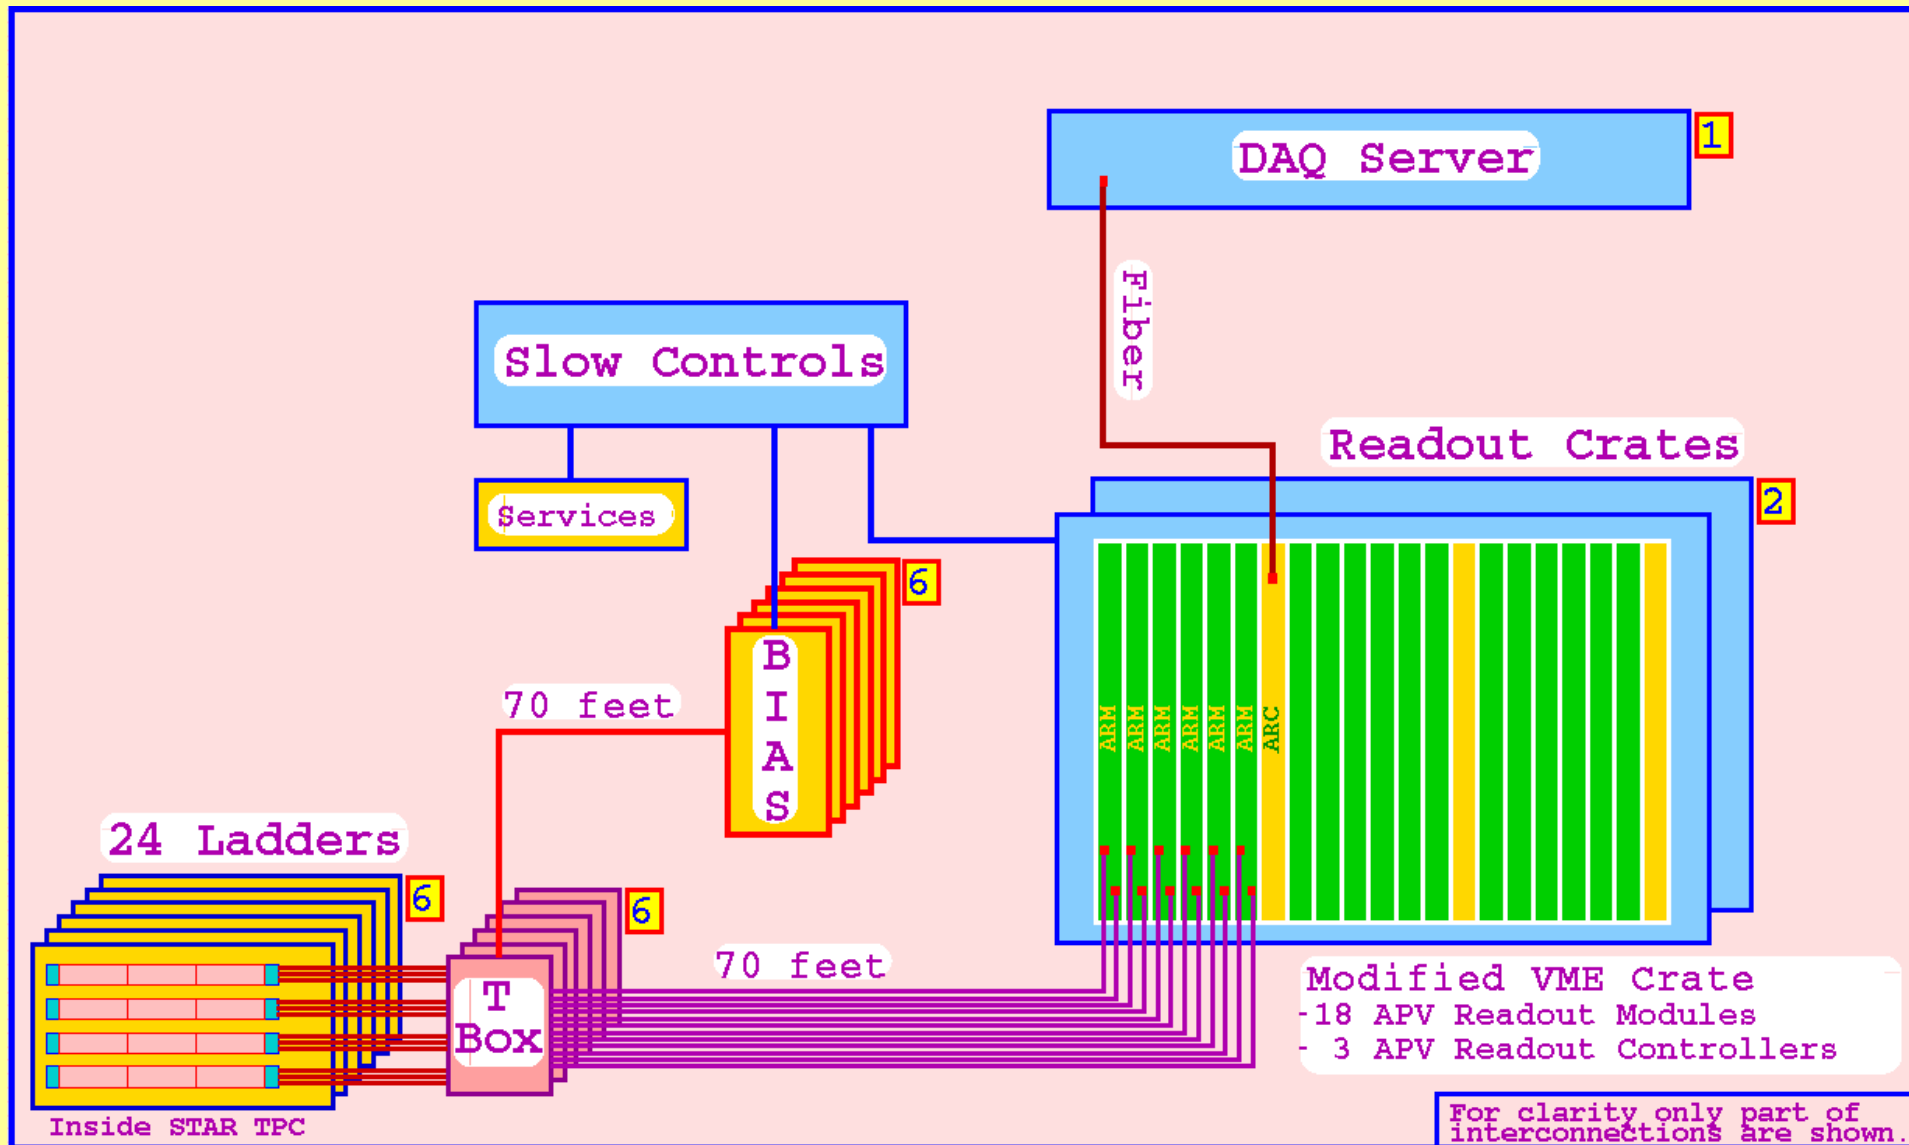 DAQ Server
1
Fiber
Slow Controls
Readout Crates
2
Services
6
BIAS
70 feet
ARM ARM ARM ARM ARM ARM ARC
24 Ladders
6
6
70 feet
T
Box
Modified VME Crate
-18 APV Readout Modules
- 3 APV Readout Controllers
Inside STAR TPC
For clarity only part of
interconnections are shown.